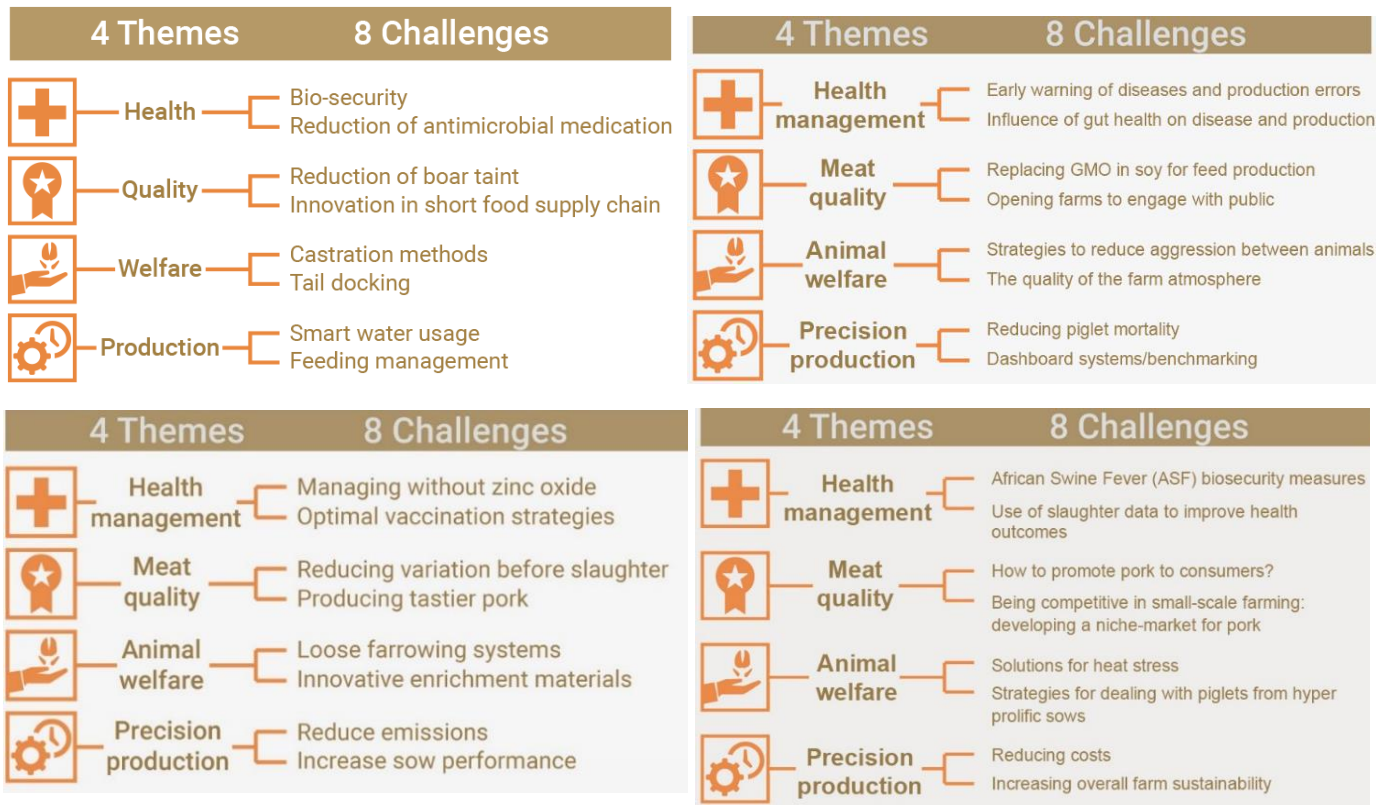 4 Themes 8 Challenges
Health
Bio-security
Reduction of antimicrobial medication
Quality
Reduction of boar taint
Innovation in short food supply chain
Welfare
Castration methods
Tail docking
Production
Smart water usage
Feeding management
4 Themes 8 Challenges
Health
management
Early warning of diseases and production errors
Influence of gut health on disease and production
Meat
quality
Replacing GMO in soy for feed production
Opening farms to engage with public
Animal
welfare
Strategies to reduce aggression between animals
The quality of the farm atmosphere
Precision
production
Reducing piglet mortality
Dashboard systems/benchmarking
4 Themes 8 Challenges
Health
management
Managing without zinc oxide
Optimal vaccination strategies
Meat
quality
Reducing variation before slaughter
Producing tastier pork
Animal
welfare
Loose farrowing systems
Innovative enrichment materials
Precision
production
Reduce emissions
Increase sow performance
4 Themes 8 Challenges
Health
management
African Swine Fever (ASF) biosecurity measures
Use of slaughter data to improve health
outcomes
Meat
quality
How to promote pork to consumers?
Being competitive in small-scale farming:
developing a niche-market for pork
Animal
welfare
Solutions for heat stress
Strategies for dealing with piglets from hyper
prolific sows
Precision
production
Reducing costs
Increasing overall farm sustainability